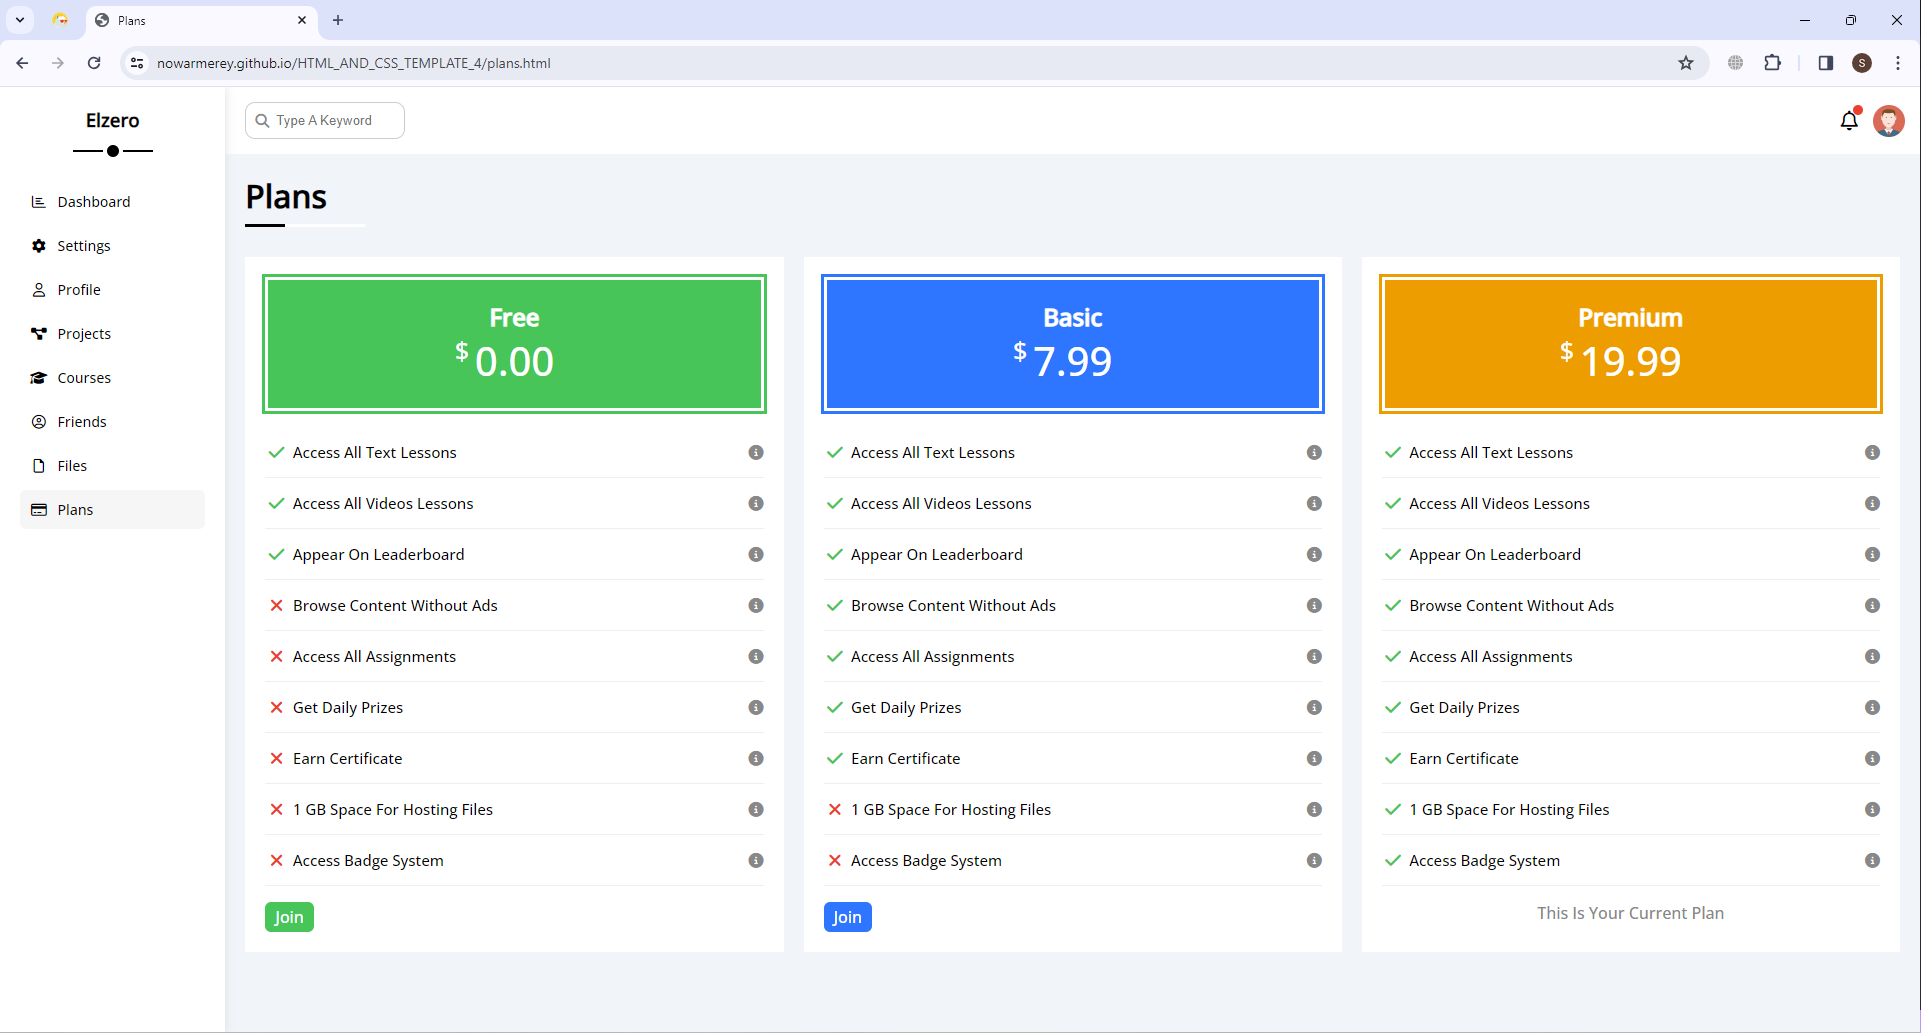 Plans
nowarmerey.github.io/HTML_AND_CSS_TEMPLATE_4/plans.html
S
Elzero
Type A Keyword
Dashboard
Settings
Profile
Projects
Courses
Friends
Files
Plans
Plans
Free
$ 0.00
Access All Text Lessons
Access All Videos Lessons
Appear On Leaderboard
Browse Content Without Ads
Access All Assignments
Get Daily Prizes
Earn Certificate
1 GB Space For Hosting Files
Access Badge System
Join
Basic
$ 7.99
Access All Text Lessons
Access All Videos Lessons
Appear On Leaderboard
Browse Content Without Ads
Access All Assignments
Get Daily Prizes
Earn Certificate
1 GB Space For Hosting Files
Access Badge System
Join
Premium
$ 19.99
Access All Text Lessons
Access All Videos Lessons
Appear On Leaderboard
Browse Content Without Ads
Access All Assignments
Get Daily Prizes
Earn Certificate
1 GB Space For Hosting Files
Access Badge System
This Is Your Current Plan